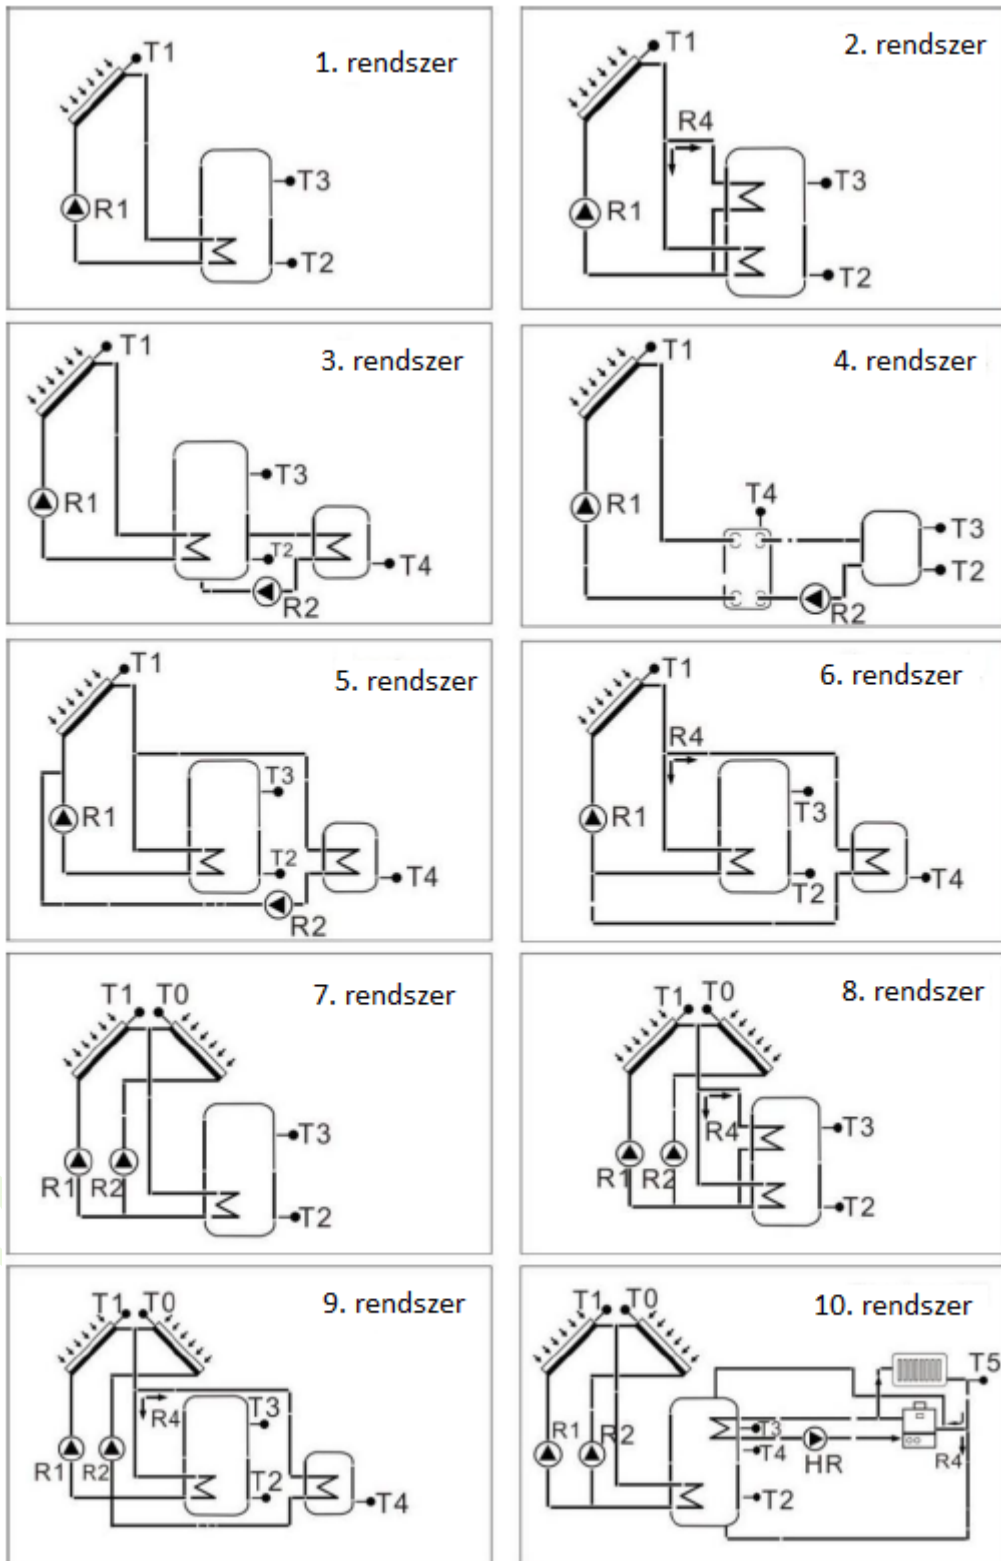 T1
1. rendszer
R1
T3
T2
T1
2. rendszer
R4
R1
T3
T2
T1
3. rendszer
R1
T3
T2
T4
R2
T1
4. rendszer
R1
T4
T3
T2
R2
T1
5. rendszer
R1
T3
T2
T4
R2
T1
6. rendszer
R4
R1
T3
T2
T4
T1 T0
7. rendszer
R1 R2
T3
T2
T1 T0
8. rendszer
R4
R1 R2
T3
T2
T1 T0
9. rendszer
R4
R1 R2
T3
T2
T4
T1 T0
10. rendszer
T5
R1 R2
T3
T4
HR
R4
T2